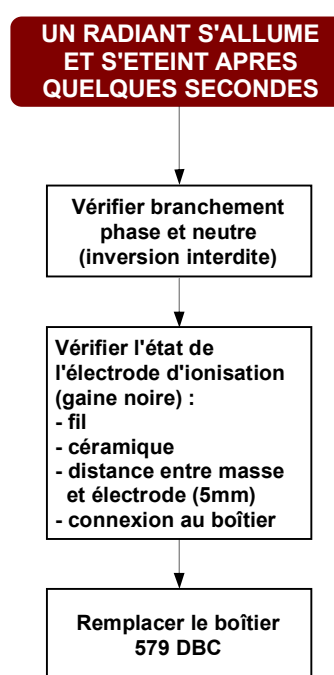 UN RADIANT S'ALLUME
ET S'ETEINT APRES
QUELQUES SECONDES
Vérifier branchement
phase et neutre
(inversion interdite)
Vérifier l'état de
l'électrode d'ionisation
(gaine noire) :
- fil
- céramique
- distance entre masse
et électrode (5mm)
- connexion au boîtier
Remplacer le boîtier
579 DBC